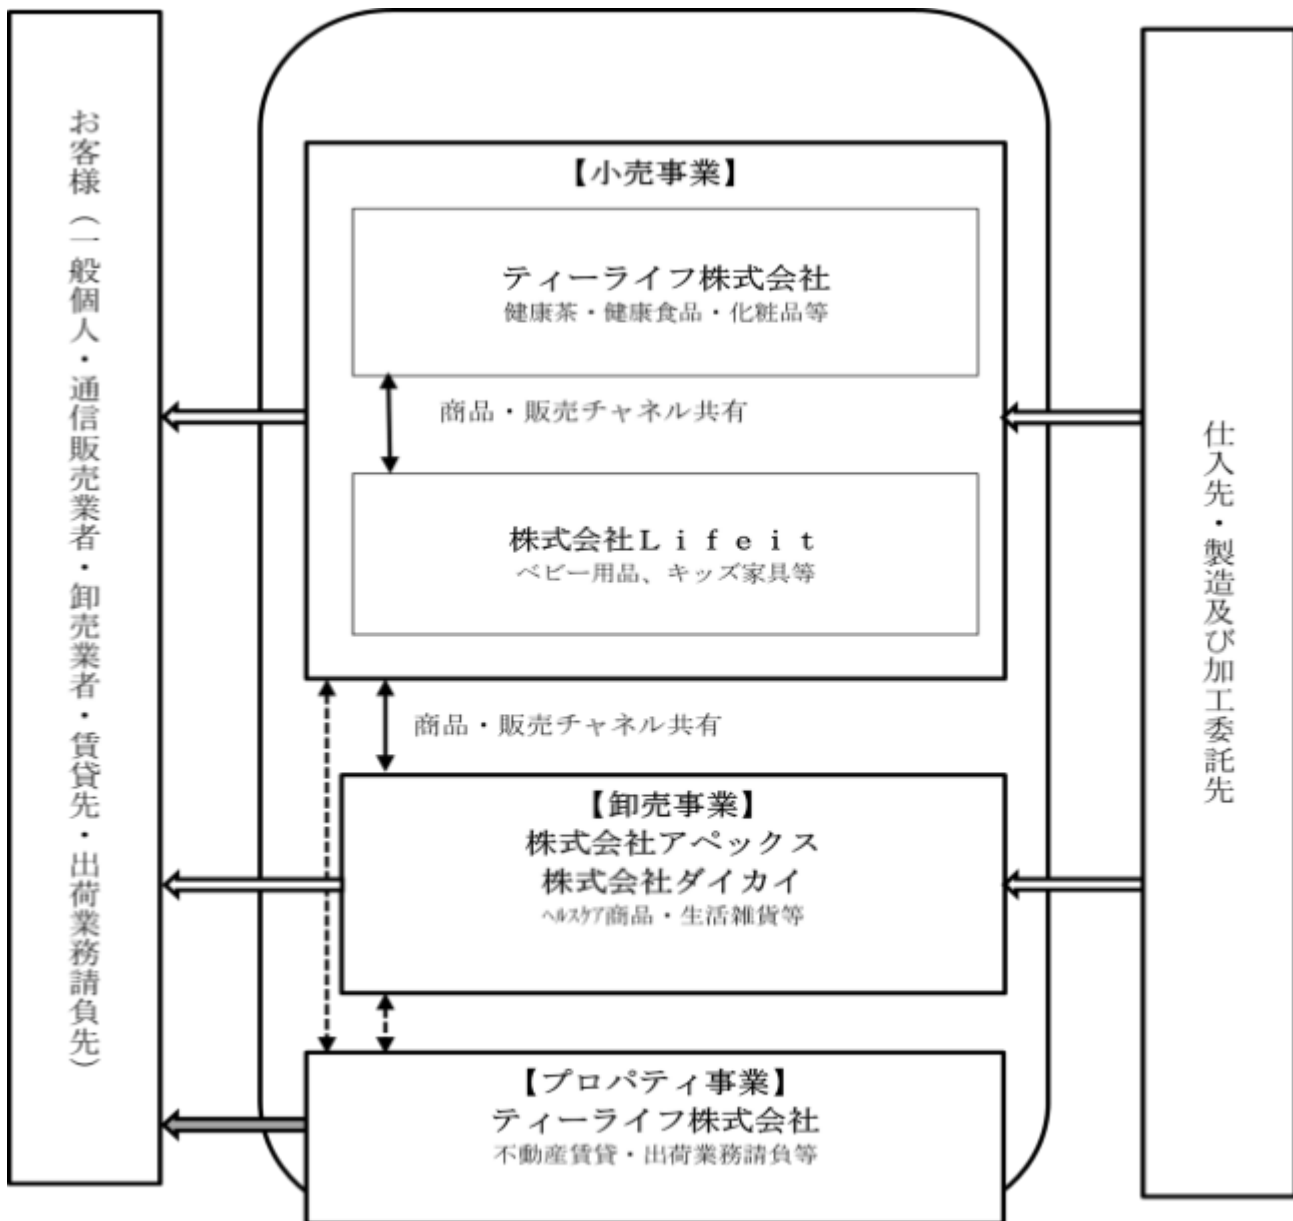 お客様（一般個人・通信販売業者・卸売業者・賃貸先・出荷業務請負先）
【小売事業】
ティーライフ株式会社
健康茶・健康食品・化粧品等
商品・販売チャネル共有
株式会社Ｌｉｆｅｉｔ
ベビー用品、キッズ家具等
商品・販売チャネル共有
【卸売事業】
株式会社アペックス
株式会社ダイカイ
ﾍﾙｽｹｱ商品・生活雑貨等
【プロパティ事業】
ティーライフ株式会社
不動産賃貸・出荷業務請負等
仕入先・製造及び加工委託先